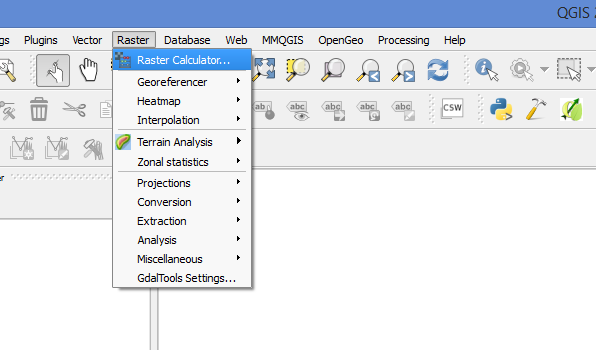 QGIS 2
gs Plugins Vector Raster Database Web MMQGIS OpenGeo Processing Help
Raster Calculator...
Georeferencer
Heatmap
Interpolation
Terrain Analysis
Zonal statistics
Projections
Conversion
Extraction
Analysis
Miscellaneous
GdalTools Settings...
abc
abc
abc
abc
CSW
er